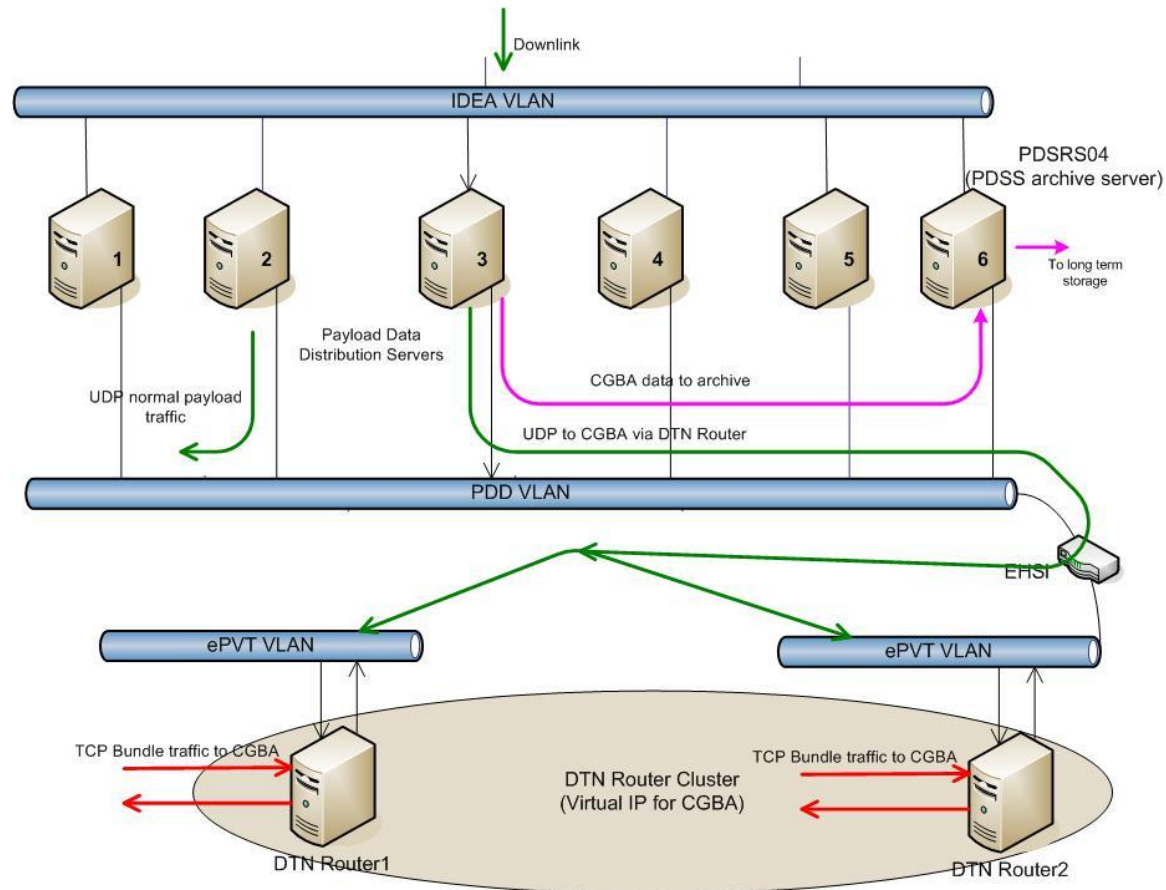 Downlink
IDEA VLAN
PDSRS04
(PDSS archive server)
1
2
3
4
5
6
To long term
storage
Payload Data
Distribution Servers
CGBA data to archive
UDP normal payload
traffic
UDP to CGBA via DTN Router
PDD VLAN
EHSI
ePVT VLAN
ePVT VLAN
TCP Bundle traffic to CGBA
DTN Router Cluster
(Virtual IP for CGBA)
TCP Bundle traffic to CGBA
DTN Router1
DTN Router2